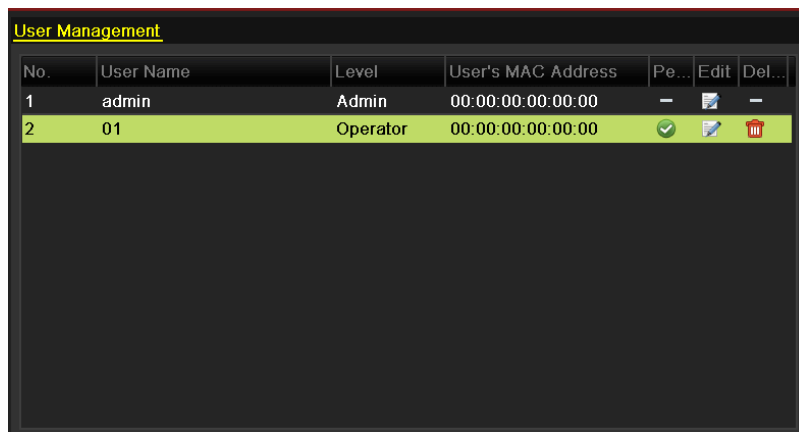 User Management
No. User Name Level User's MAC Address Pe... Edit Del...
1 admin Admin 00:00:00:00:00:00 –
2 01 Operator 00:00:00:00:00:00